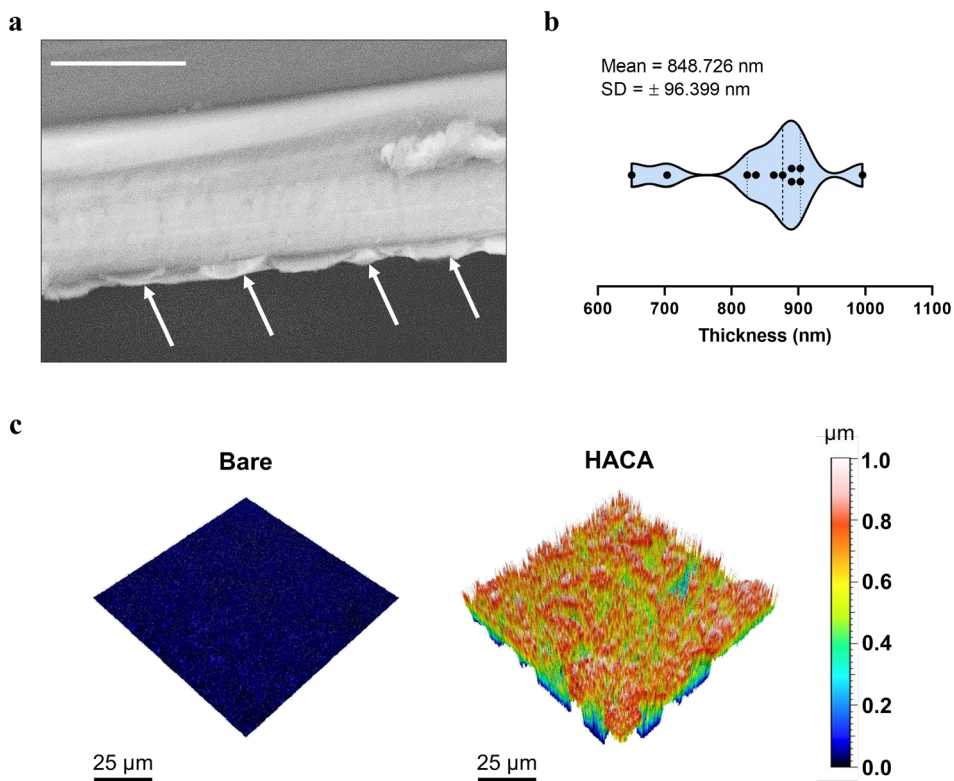 a
b
Mean = 848.726 nm
SD = ± 96.399 nm
600 700 800 900 1000 1100
Thickness (nm)
c
Bare
HACA
µm
1.0
0.8
0.6
0.4
0.2
0.0
25 µm
25 µm